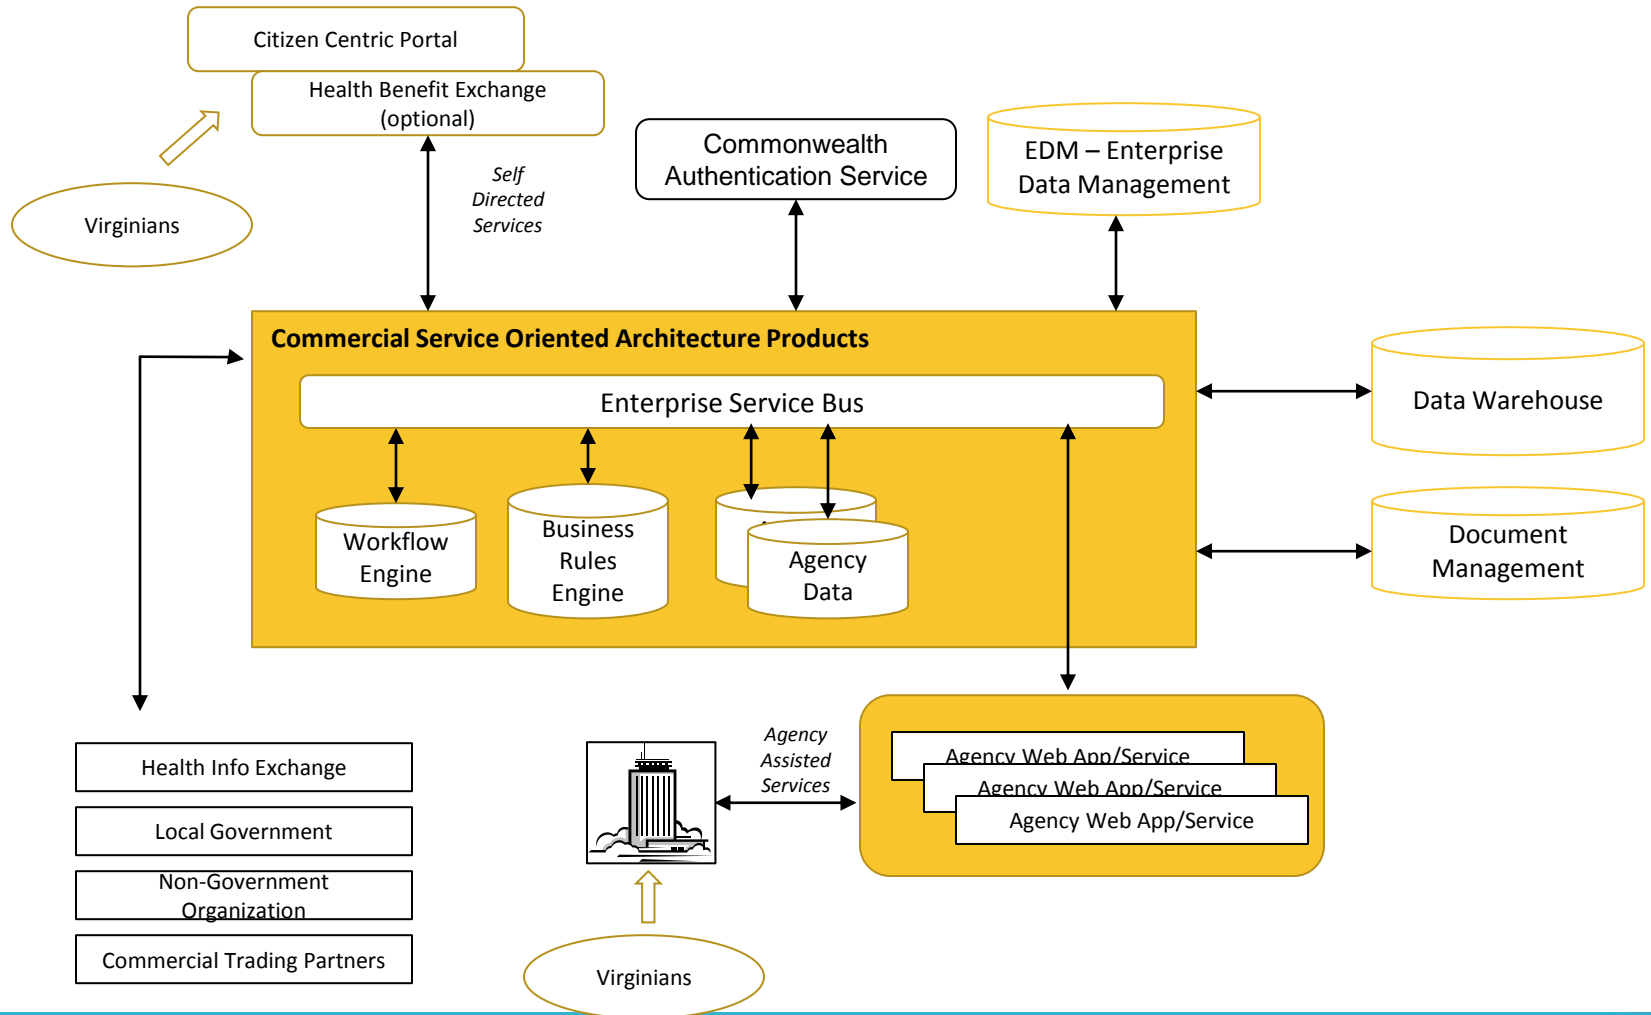 Citizen Centric Portal
Health Benefit Exchange
(optional)
Commonwealth
Authentication Service
EDM – Enterprise
Data Management
Self
Directed
Services
Virginians
Commercial Service Oriented Architecture Products
Enterprise Service Bus
Data Warehouse
Workflow
Engine
Business
Rules
Engine
Agency
Data
Document
Management
Health Info Exchange
Local Government
Non-Government
Organization
Commercial Trading Partners
Agency
Assisted
Services
Agency Web App/Service
Agency Web App/Service
Agency Web App/Service
Virginians